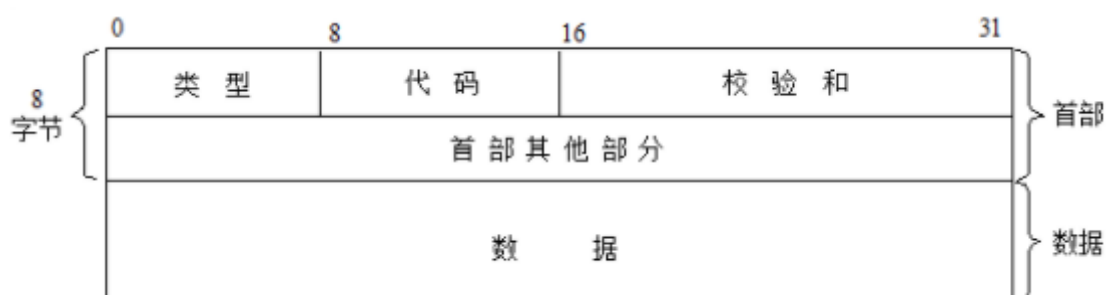 0 8 16 31
类 型 代 码 校 验 和
8
字节
首部
首 部 其 他 部 分
数 据
数据